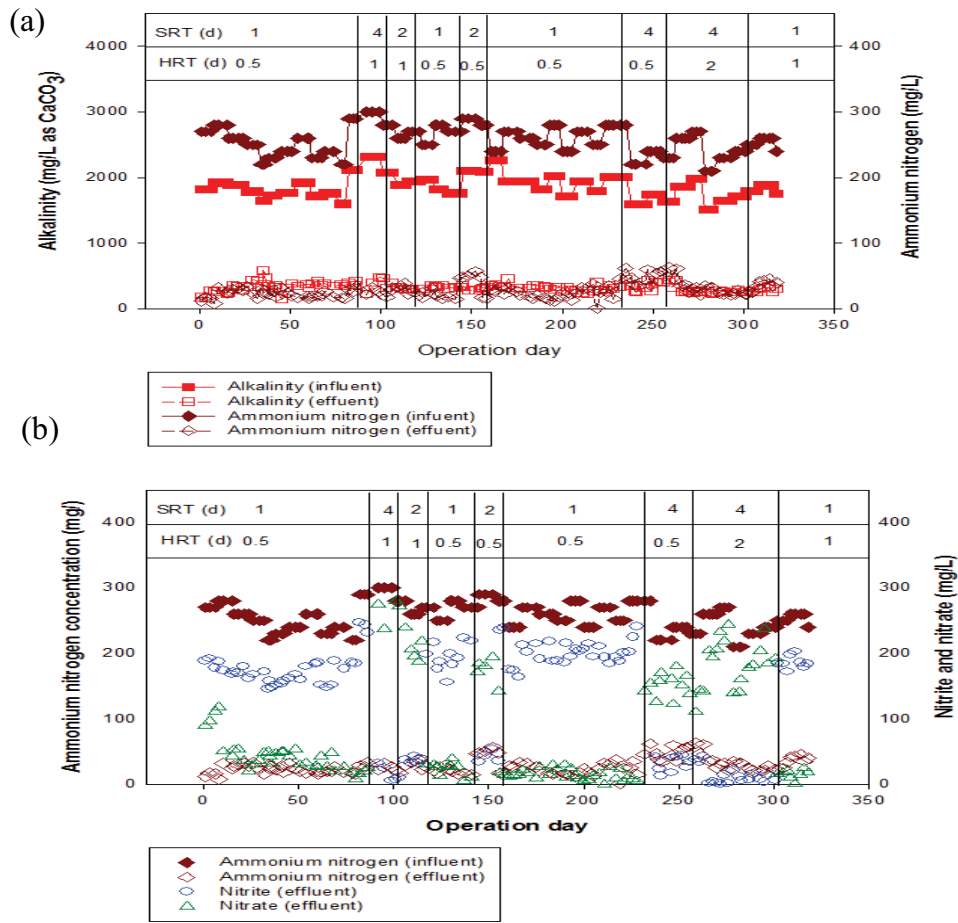 (a)
SRT (d) 1 4 2 1 2 1 4 4 1
HRT (d) 0.5 1 1 0.5 0.5 0.5 0.5 2 1
4000 400
3000 300
2000 200
1000 100
0 0
Alkalinity (mg/L as CaCO3)
Ammonium nitrogen (mg/L)
0 50 100 150 200 250 300 350
Operation day
Alkalinity (influent)
Alkalinity (effuent)
Ammonium nitrogen (infuent)
Ammonium nitrogen (effuent)
(b)
SRT (d) 1 4 2 1 2 1 4 4 1
HRT (d) 0.5 1 1 0.5 0.5 0.5 0.5 2 1
400 400
300 300
200 200
100 100
0 0
Ammonium nitrogen concentration (mg/l)
Nitrite and nitrate (mg/L)
0 50 100 150 200 250 300 350
Operation day
Ammonium nitrogen (influent)
Ammonium nitrogen (effluent)
Nitrite (effluent)
Nitrate (effluent)